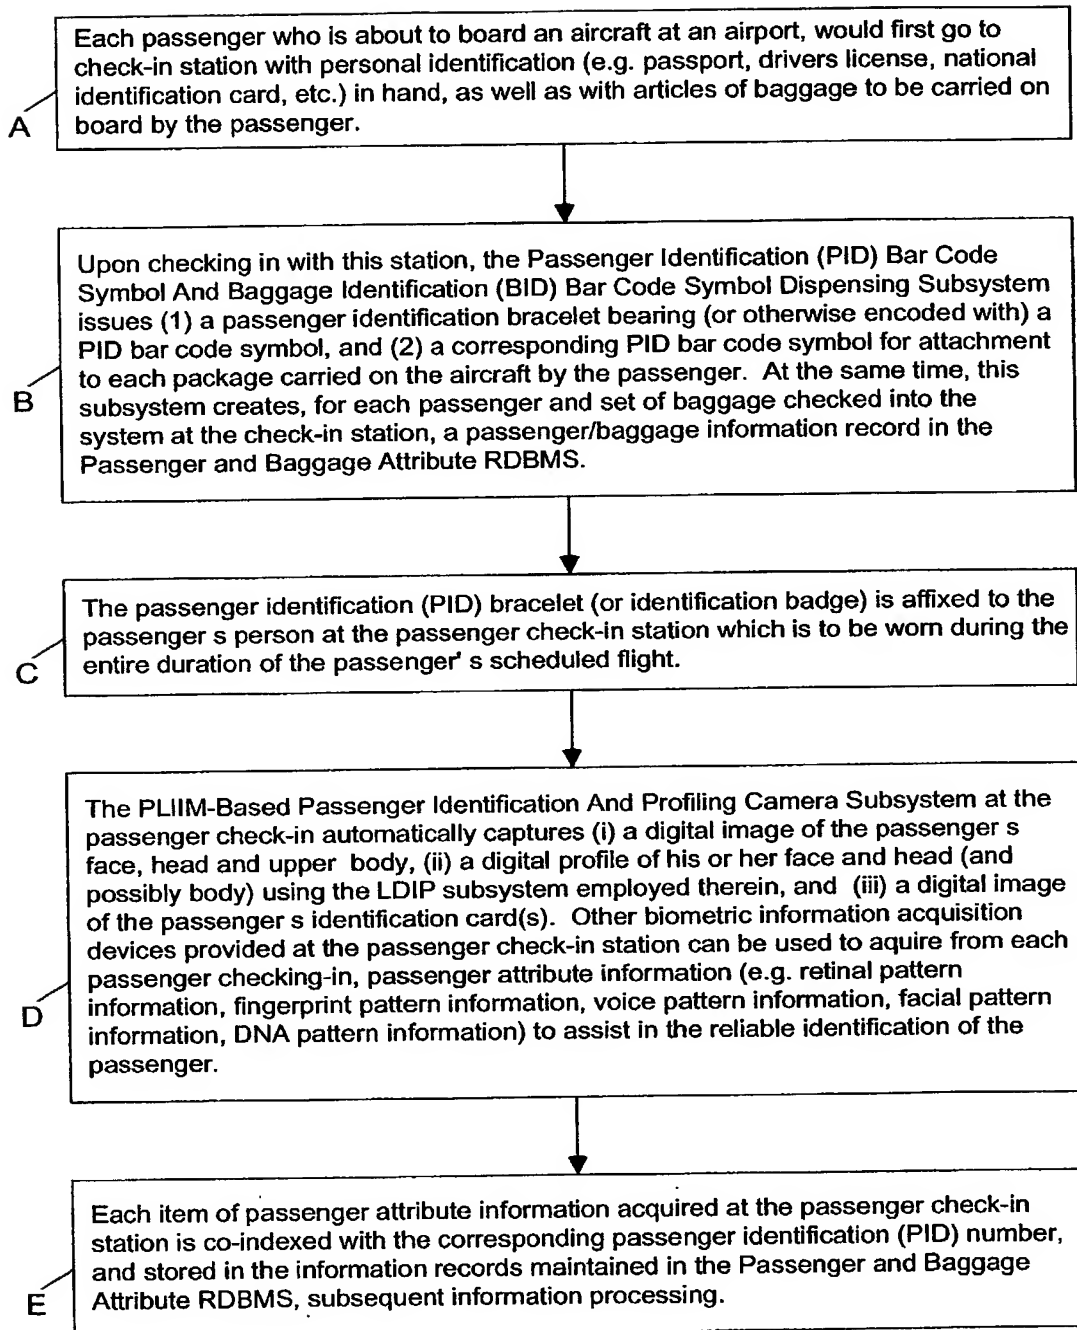 Each passenger who is about to board an aircraft at an airport, would first go to
check-in station with personal identification (e.g. passport, drivers license, national
identification card, etc.) in hand, as well as with articles of baggage to be carried on
board by the passenger.
A
Upon checking in with this station, the Passenger Identification (PID) Bar Code
Symbol And Baggage Identification (BID) Bar Code Symbol Dispensing Subsystem
issues (1) a passenger identification bracelet bearing (or otherwise encoded with) a
PID bar code symbol, and (2) a corresponding PID bar code symbol for attachment
to each package carried on the aircraft by the passenger. At the same time, this
subsystem creates, for each passenger and set of baggage checked into the
system at the check-in station, a passenger/baggage information record in the
Passenger and Baggage Attribute RDBMS.
B
The passenger identification (PID) bracelet (or identification badge) is affixed to the
passenger s person at the passenger check-in station which is to be worn during the
entire duration of the passenger' s scheduled flight.
C
The PLIIM-Based Passenger Identification And Profiling Camera Subsystem at the
passenger check-in automatically captures (i) a digital image of the passenger s
face, head and upper body, (ii) a digital profile of his or her face and head (and
possibly body) using the LDIP subsystem employed therein, and (iii) a digital image
of the passenger s identification card(s). Other biometric information acquisition
devices provided at the passenger check-in station can be used to aquire from each
passenger checking-in, passenger attribute information (e.g. retinal pattern
information, fingerprint pattern information, voice pattern information, facial pattern
information, DNA pattern information) to assist in the reliable identification of the
passenger.
D
Each item of passenger attribute information acquired at the passenger check-in
station is co-indexed with the corresponding passenger identification (PID) number,
and stored in the information records maintained in the Passenger and Baggage
Attribute RDBMS, subsequent information processing.
E